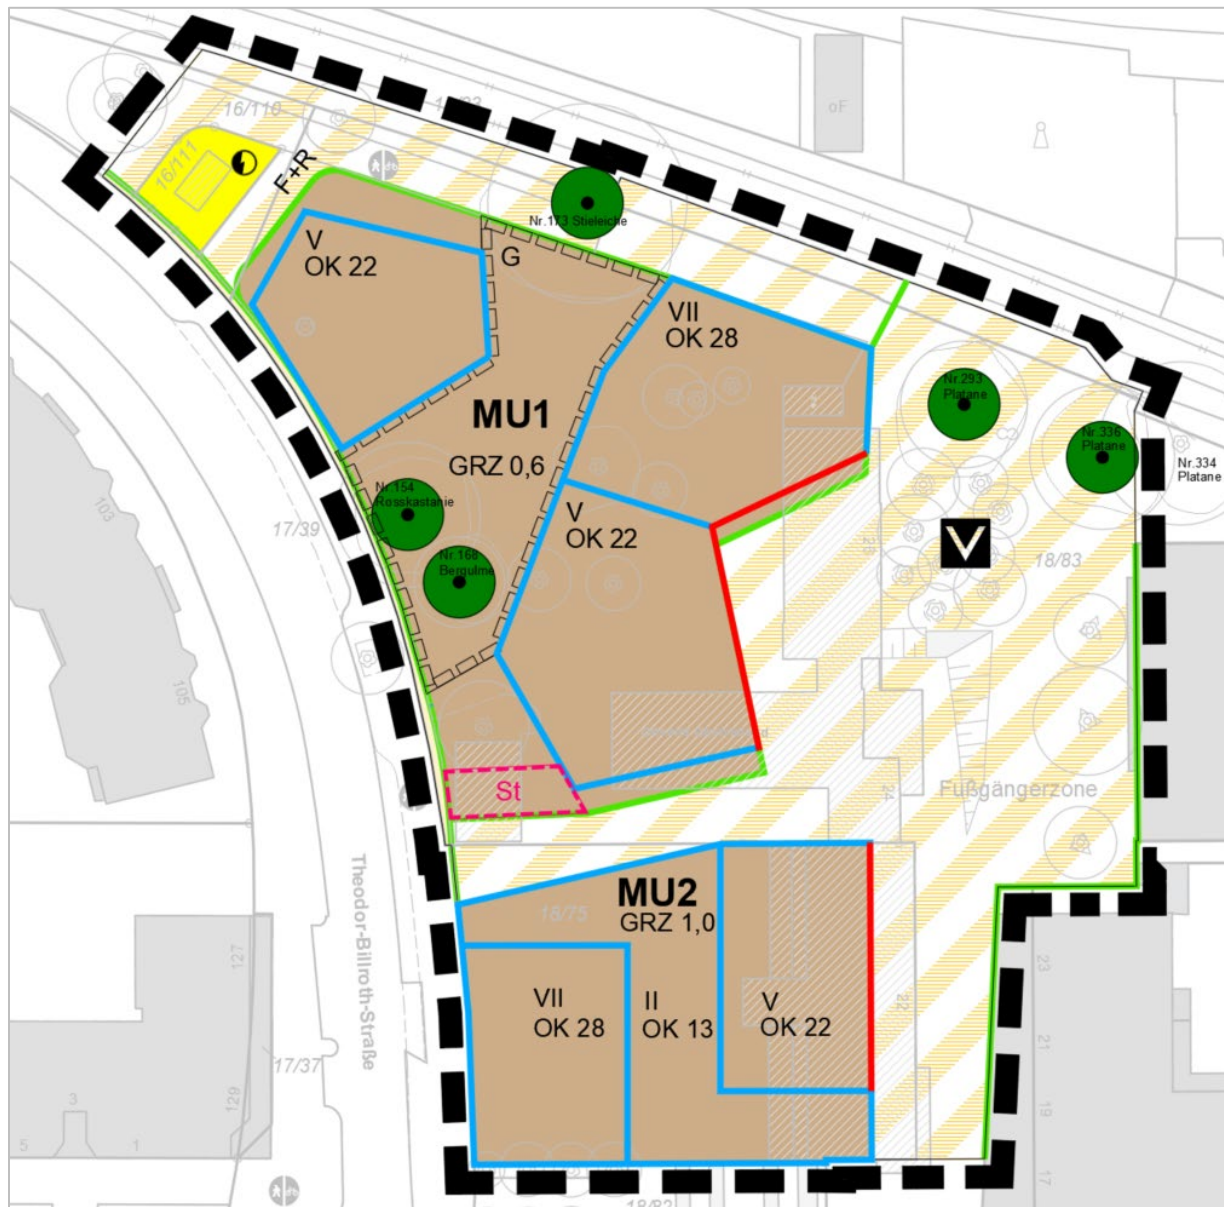 16/110
oF
16/111
F+R
Nr.173 Stieleiche
V
OK 22
G
VII
OK 28
Nr.293
Platane
MU1
GRZ 0,6
Nr.336
Platane
Nr.334
Platane
103
Nr.154
Rosskastanie
17/39
V
OK 22
26
18/83
Nr.168
Bergulme
105
St
24
Fußgängerzone
Theodor-Billroth-Straße
MU2
GRZ 1,0
18/75
127
23
VII
OK 28
II
OK 13
V
OK 22
22
21
17/37
129
3
19
5
1
17
18/82